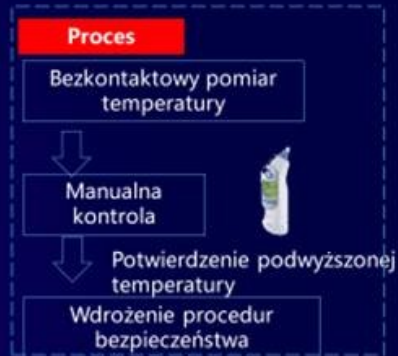 Proces
Bezkontaktowy pomiar
temperatury
Manualna
kontrola
Potwierdzenie podwyższonej
temperatury
Wdrożenie procedur
bezpieczeństwa